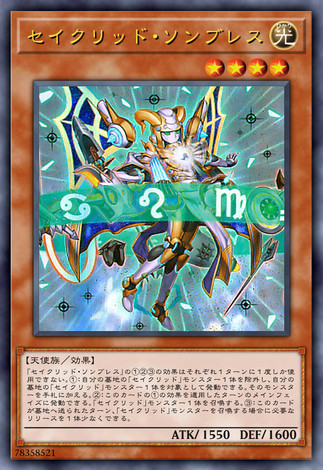 セイクリッド・ソンブレス
光
【天使族／効果】
「セイクリッド・ソンブレス」の①②③の効果はそれぞれ１ターンに１度しか使
用できない。①：自分の墓地の「セイクリッド」モンスター１体を除外し、自分の
墓地の「セイクリッド」モンスター１体を対象として発動できる。そのモンスタ
ーを手札に加える。②：このカードの①の効果を適用したターンのメインフェ
イズに発動できる。「セイクリッド」モンスター１体を召喚する。③：このカード
が墓地へ送られたターン、「セイクリッド」モンスターを召喚する場合に必要な
リリースを１体少なくできる。
ATK/ 1550 DEF/1600
78358521